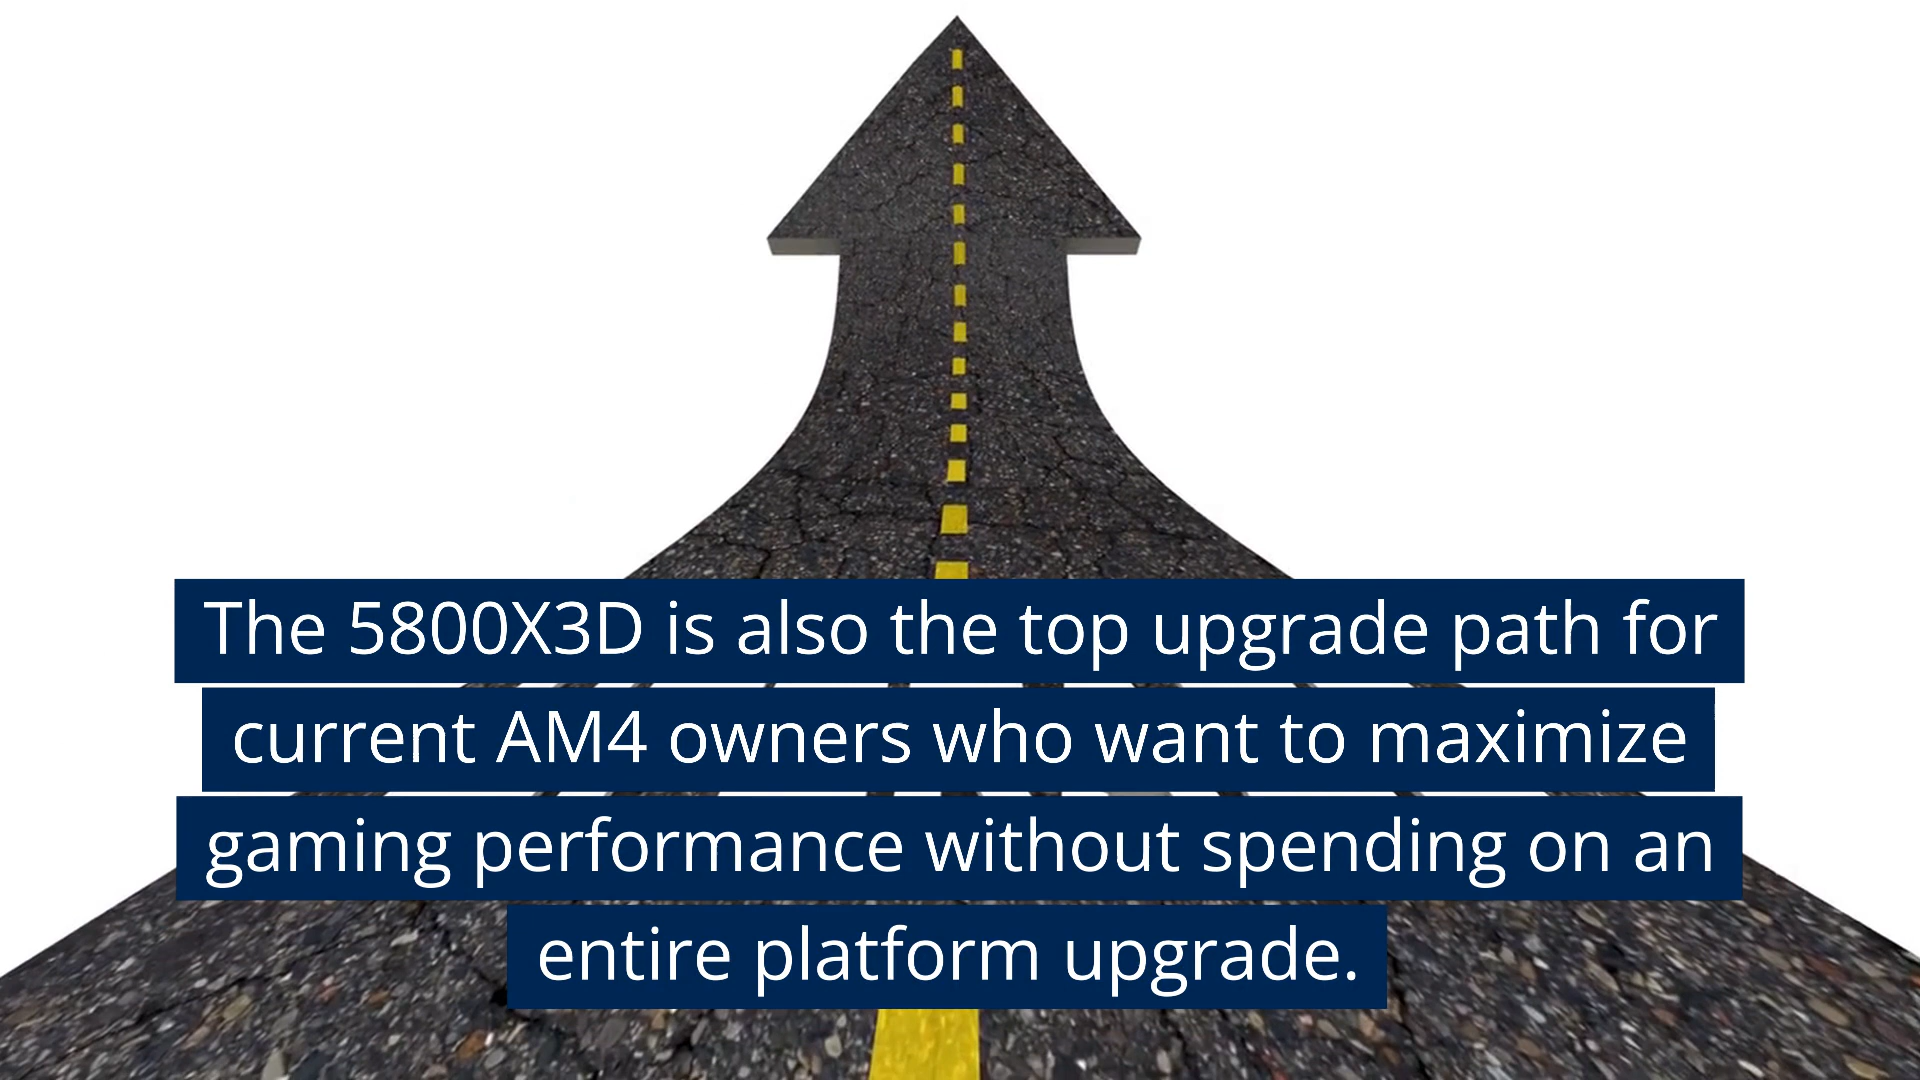 The 5800X3D is also the top upgrade path for
current AM4 owners who want to maximize
gaming performance without spending on an
entire platform upgrade.